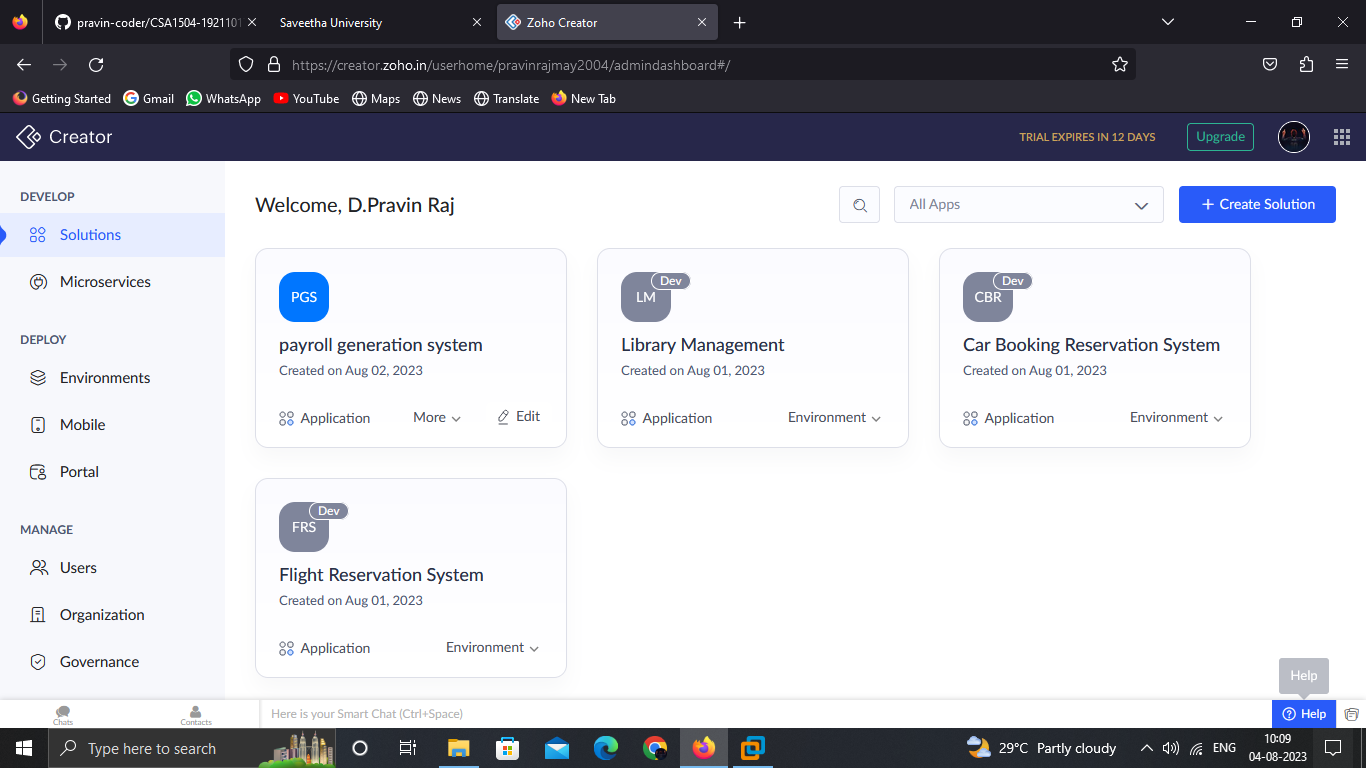 pravin-coder/CSA1504-1921101
Saveetha University
Zoho Creator
https://creator.zoho.in/userhome/pravinrajmay2004/admindashboard#/
Getting Started
Gmail
WhatsApp
YouTube
Maps
News
Translate
New Tab
Creator
TRIAL EXPIRES IN 12 DAYS
Upgrade
DEVELOP
Solutions
Microservices
DEPLOY
Environments
Mobile
Portal
MANAGE
Users
Organization
Governance
Welcome, D.Pravin Raj
All Apps
+ Create Solution
PGS
payroll generation system
Created on Aug 02, 2023
Application
More
Edit
LM
Dev
Library Management
Created on Aug 01, 2023
Application
Environment
CBR
Dev
Car Booking Reservation System
Created on Aug 01, 2023
Application
Environment
FRS
Dev
Flight Reservation System
Created on Aug 01, 2023
Application
Environment
Help
Chats
Contacts
Here is your Smart Chat (Ctrl+Space)
Help
Type here to search
29°C Partly cloudy
ENG
10:09
04-08-2023